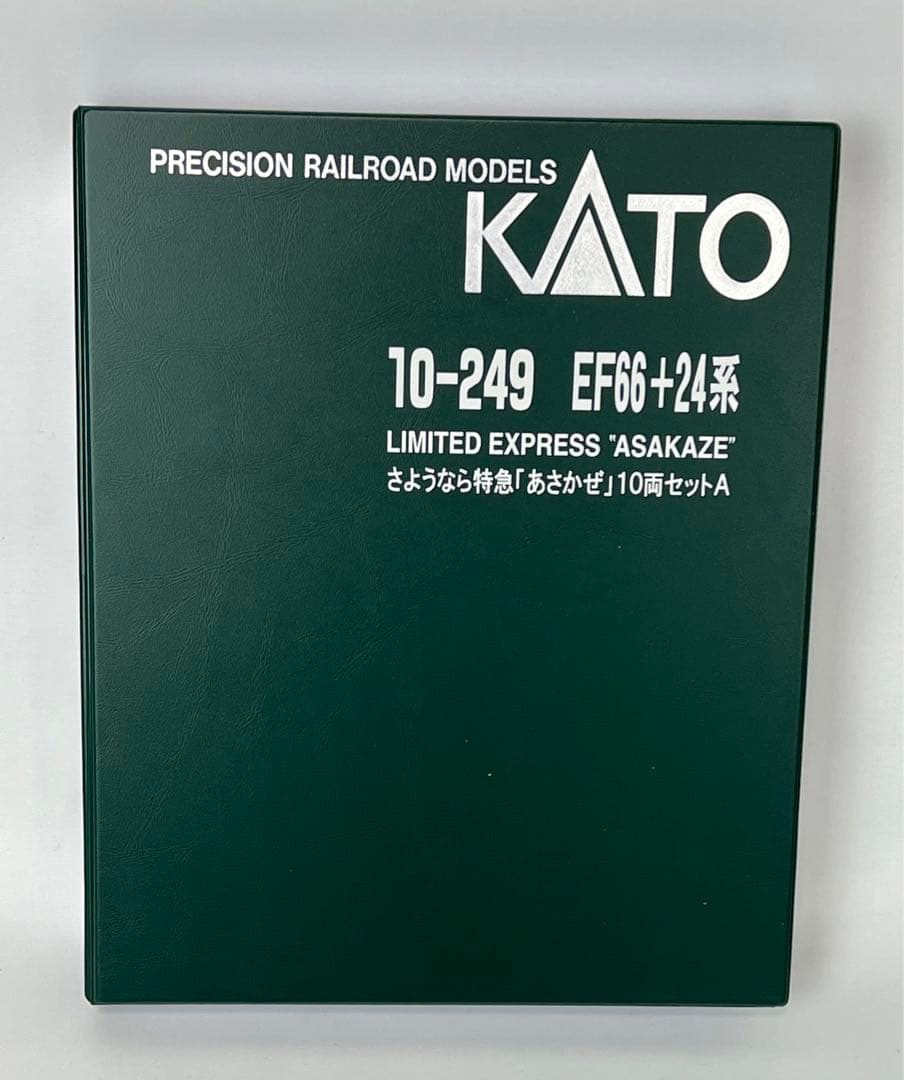 PRECISION RAILROAD MODELS
KATO
10-249 EF66+24系
LIMITED EXPRESS "ASAKAZE"
さようなら特急「あさかぜ」10両セットA